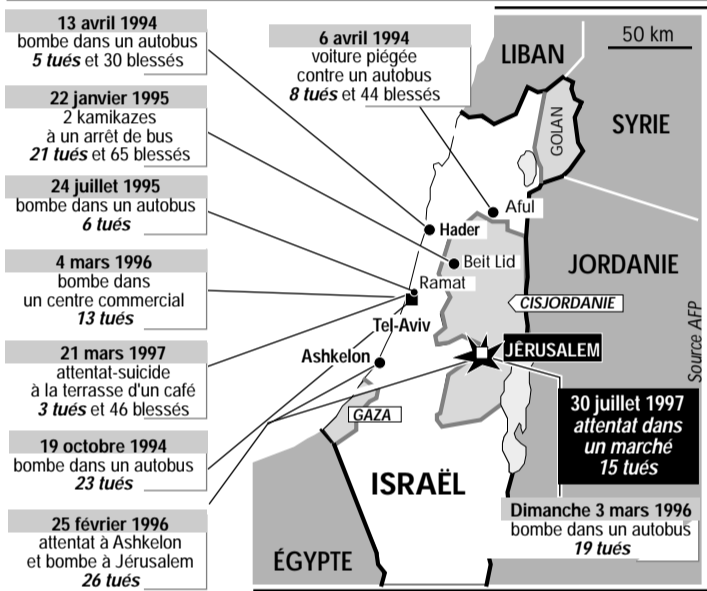 13 avril 1994
bombe dans un autobus
5 tués et 30 blessés
22 janvier 1995
2 kamikazes
à un arrêt de bus
21 tués et 65 blessés
24 juillet 1995
bombe dans un autobus
6 tués
4 mars 1996
bombe dans
un centre commercial
13 tués
21 mars 1997
attentat-suicide
à la terrasse d'un café
3 tués et 46 blessés
19 octobre 1994
bombe dans un autobus
23 tués
25 février 1996
attentat à Ashkelon
et bombe à Jérusalem
26 tués
6 avril 1994
voiture piégée
contre un autobus
8 tués et 44 blessés
LIBAN
50 km
GOLAN
SYRIE
Aful
Hader
Beit Lid
JORDANIE
Ramat
CISJORDANIE
Tel-Aviv
JÊRUSALEM
Ashkelon
Source AFP
GAZA
30 juillet 1997
attentat dans
un marché
15 tués
ISRAËL
Dimanche 3 mars 1996
bombe dans un autobus
19 tués
ÉGYPTE